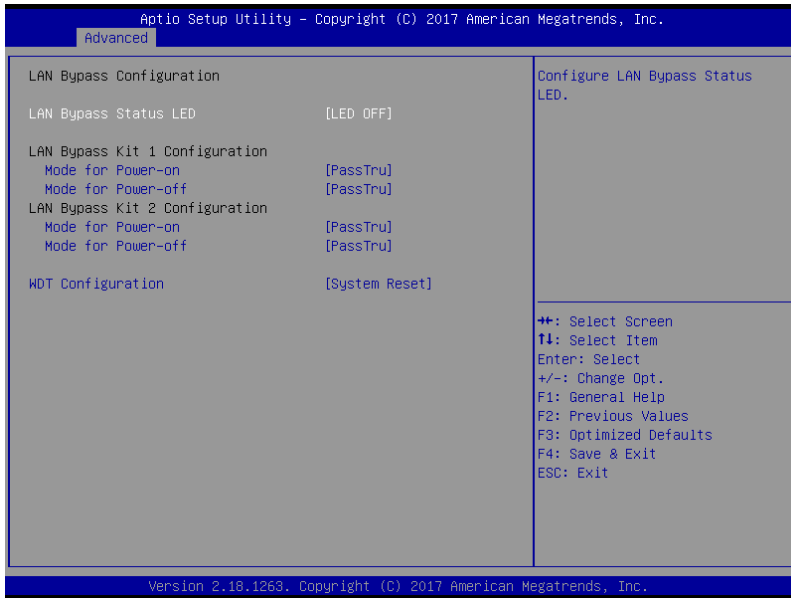 Aptio Setup Utility – Copyright (C) 2017 American Megatrends, Inc.
Advanced
LAN Bypass Configuration
LAN Bypass Status LED [LED OFF]
LAN Bypass Kit 1 Configuration
Mode for Power-on [PassTru]
Mode for Power-off [PassTru]
LAN Bypass Kit 2 Configuration
Mode for Power-on [PassTru]
Mode for Power-off [PassTru]
WDT Configuration [System Reset]
Configure LAN Bypass Status
LED.
→←: Select Screen
↑↓: Select Item
Enter: Select
+/-: Change Opt.
F1: General Help
F2: Previous Values
F3: Optimized Defaults
F4: Save & Exit
ESC: Exit
Version 2.18.1263. Copyright (C) 2017 American Megatrends, Inc.